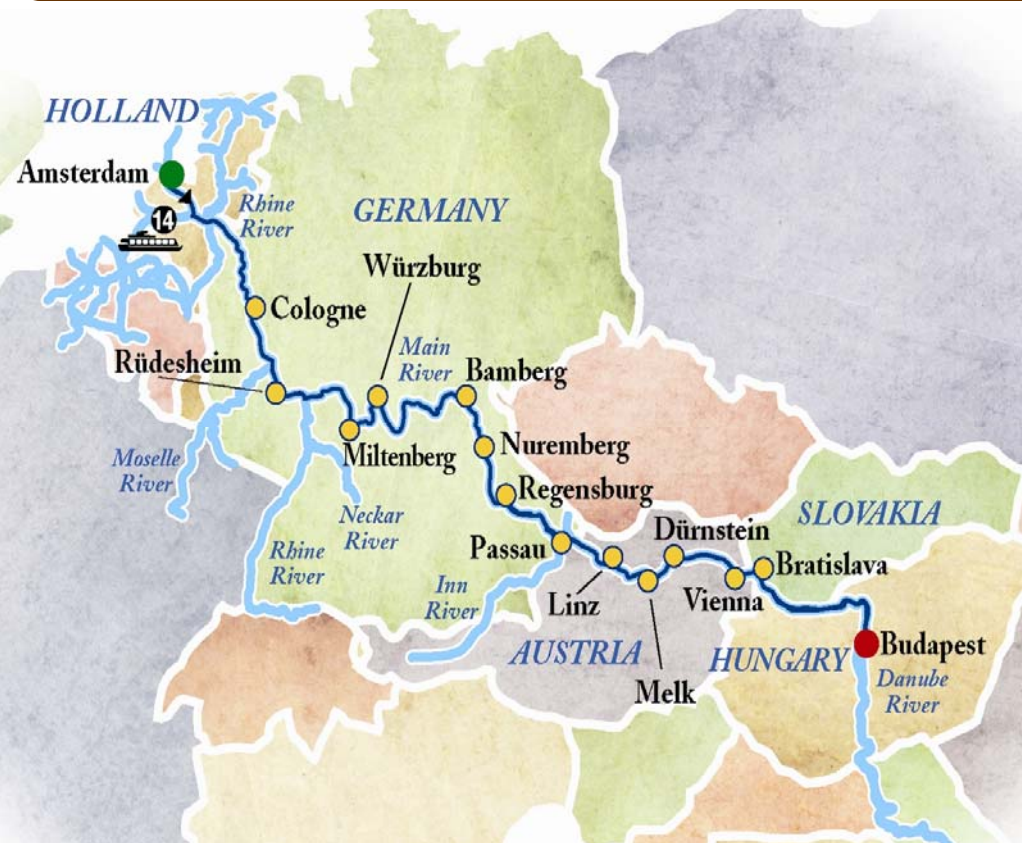 HOLLAND
Amsterdam
14
Rhine
River
GERMANY
Würzburg
Cologne
Rüdesheim
Main
River
Bamberg
Miltenberg
Nuremberg
Moselle
River
Neckar
River
Regensburg
SLOVAKIA
Dürnstein
Passau
Rhine
River
Bratislava
Inn
River
Linz
Vienna
AUSTRIA
HUNGARY
Budapest
Danube
River
Melk